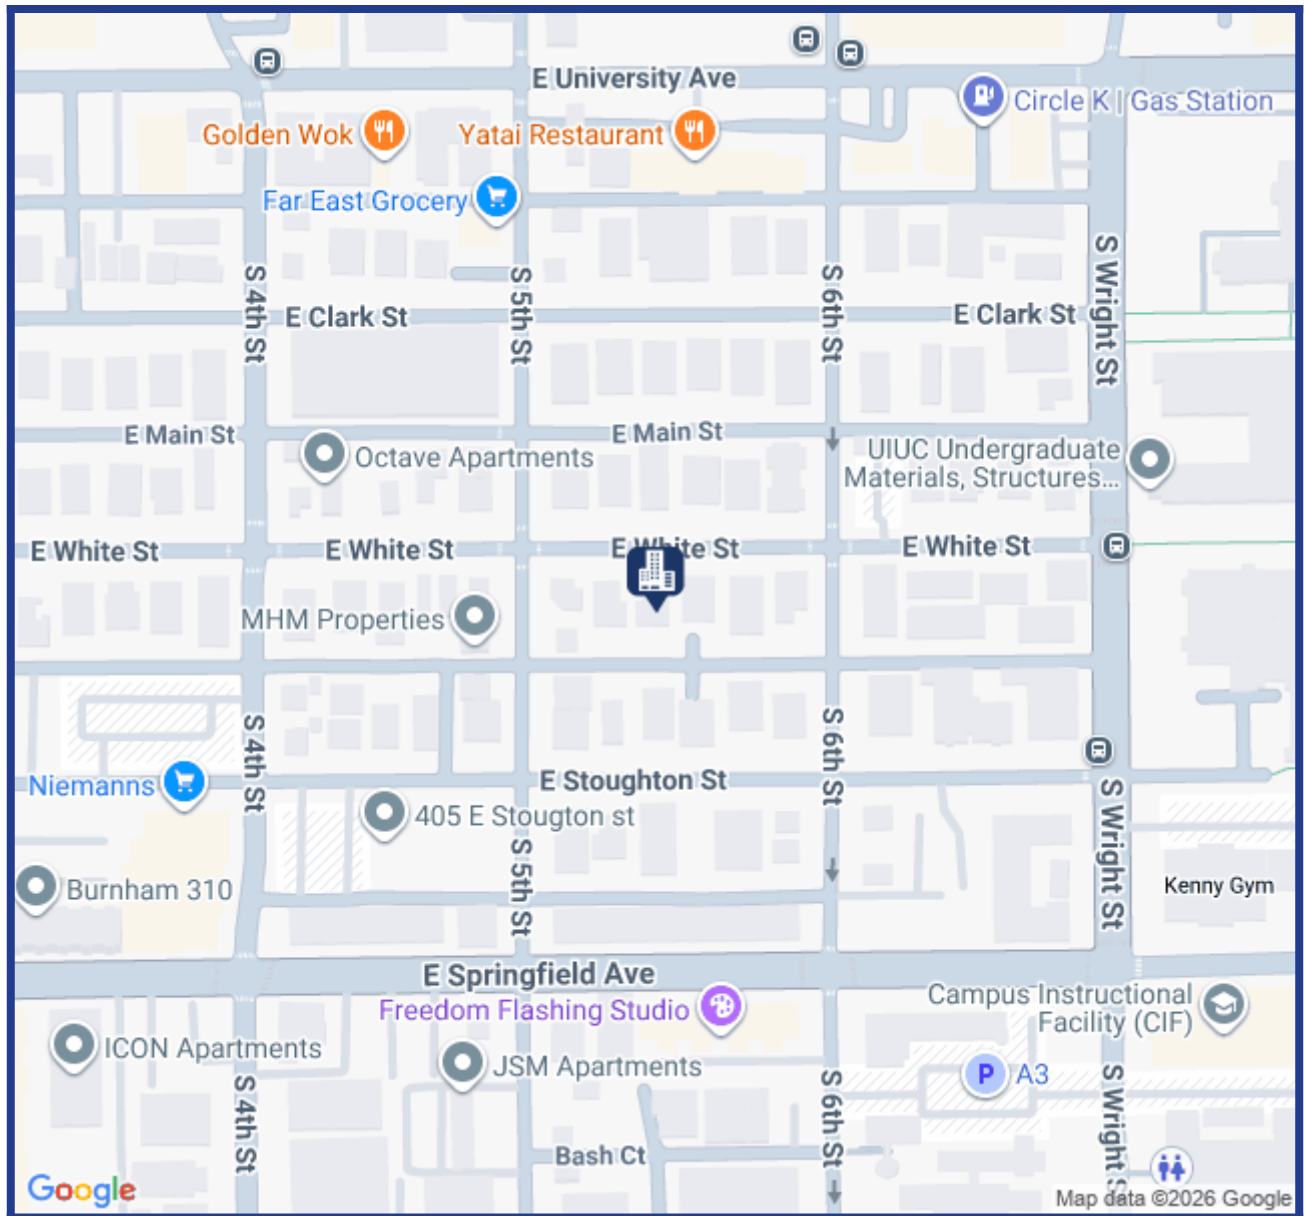 E University Ave
Circle K | Gas Station
Golden Wok
Yatai Restaurant
Far East Grocery
S 4th St
S 5th St
S 6th St
S Wright St
E Clark St
E Clark St
E Main St
E Main St
Octave Apartments
UIUC Undergraduate
Materials, Structures...
E White St
E White St
E White St
E White St
MHM Properties
S 4th St
S 6th St
E Stoughton St
Niemanns
S Wright St
405 E Stougton st
S 5th St
Burnham 310
Kenny Gym
E Springfield Ave
Freedom Flashing Studio
Campus Instructional
Facility (CIF)
ICON Apartments
JSM Apartments
P A3
S 4th St
S 6th St
S Wright S
Bash Ct
Google
Map data ©2026 Google